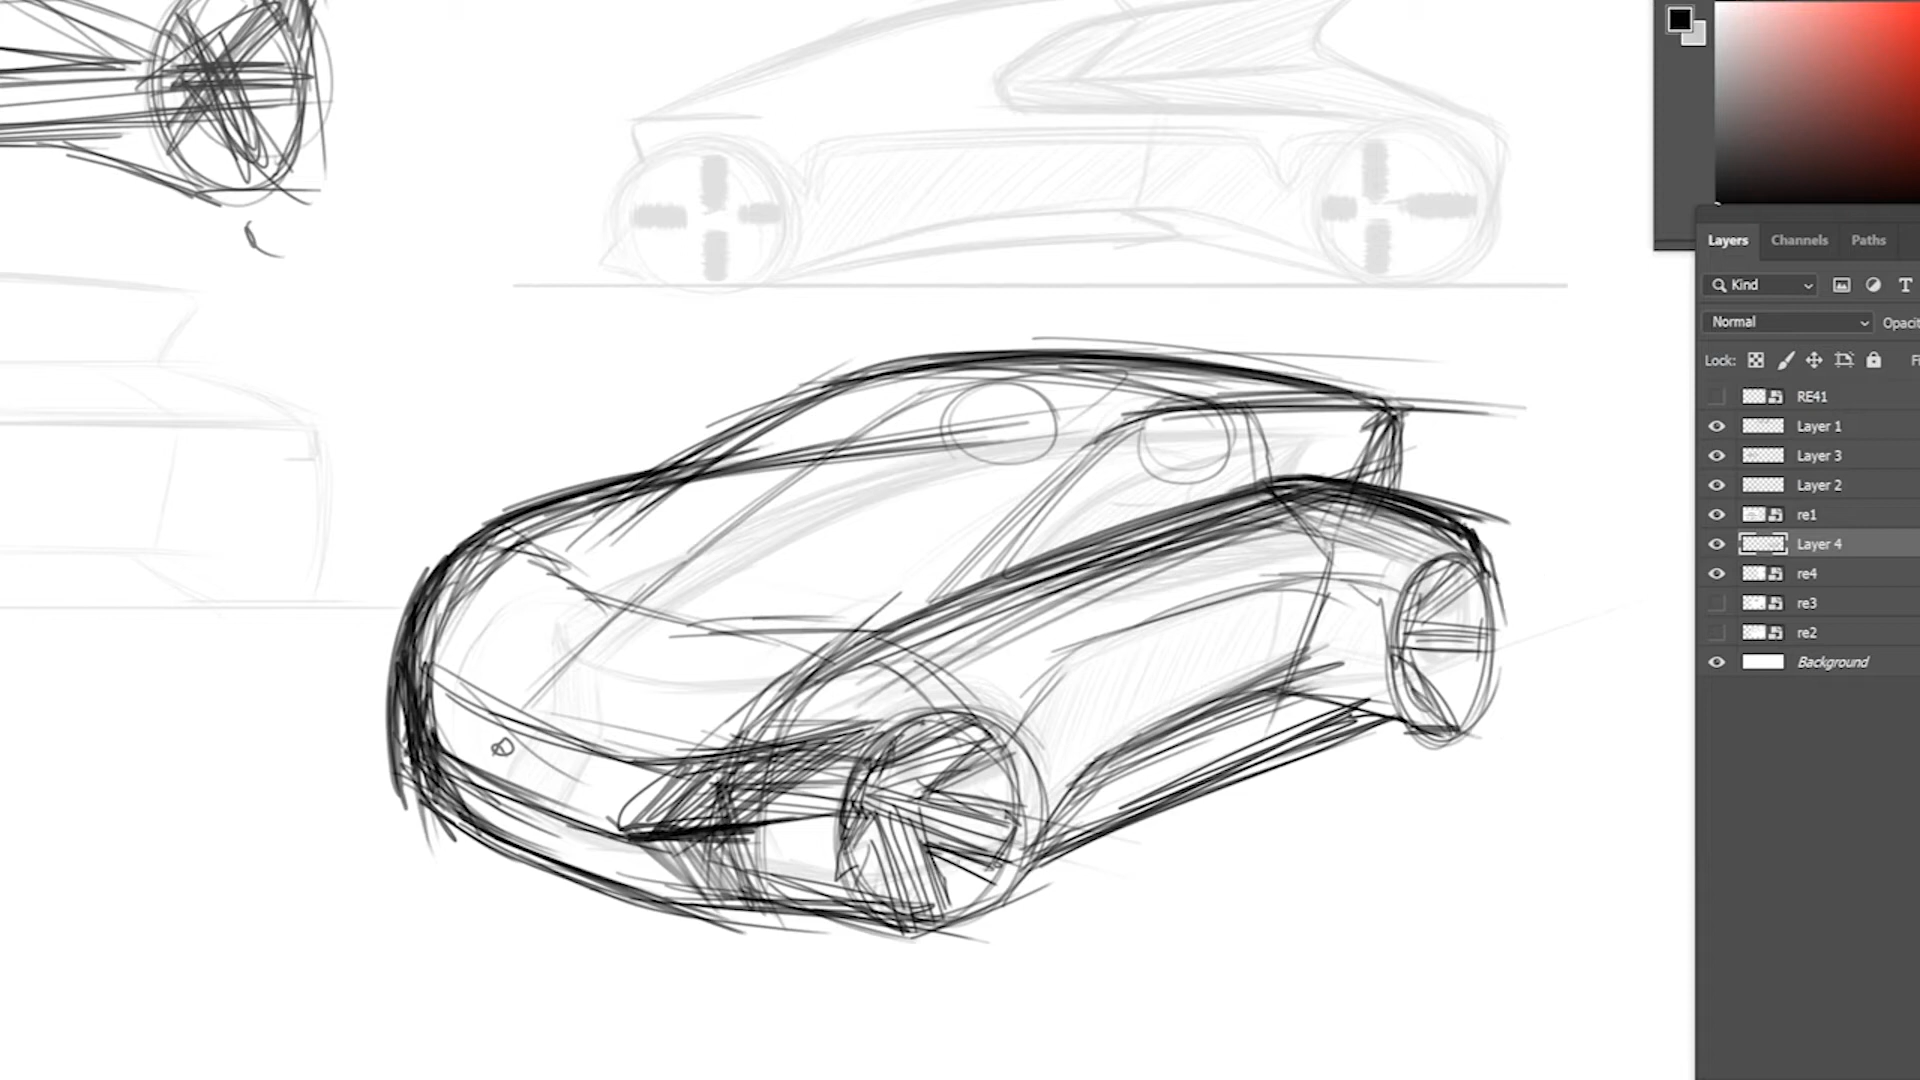 Layers Channels Paths
Kind T
Normal Opacit
Lock:
RE41
Layer 1
Layer 3
Layer 2
re1
Layer 4
re4
re3
re2
Background